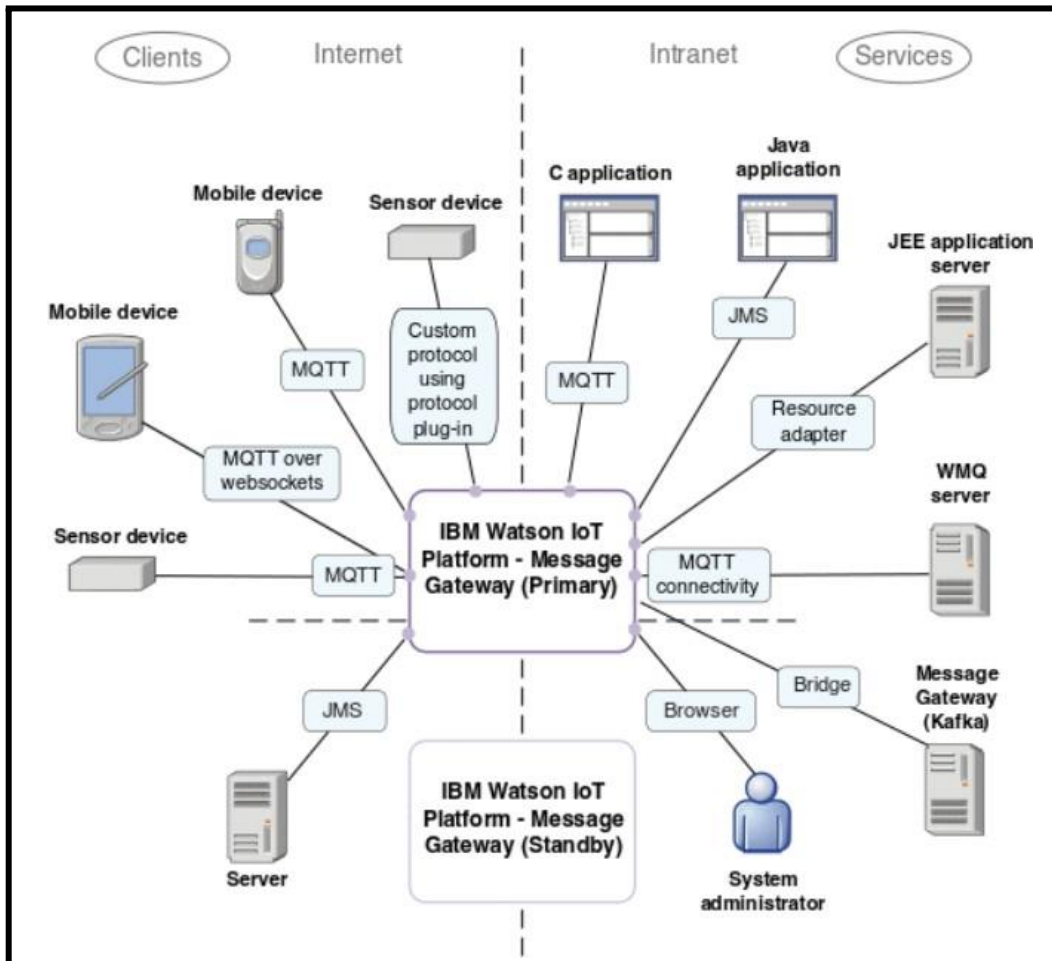 Clients
Internet
Intranet
Services
Mobile device
Sensor device
C application
Java
application
JEE application
server
Mobile device
MQTT
Custom
protocol
using
protocol
plug-in
MQTT
JMS
Resource
adapter
MQTT over
websockets
WMQ
server
Sensor device
MQTT
IBM Watson IoT
Platform - Message
Gateway (Primary)
MQTT
connectivity
JMS
Browser
Bridge
Message
Gateway
(Kafka)
Server
IBM Watson IoT
Platform - Message
Gateway (Standby)
System
administrator